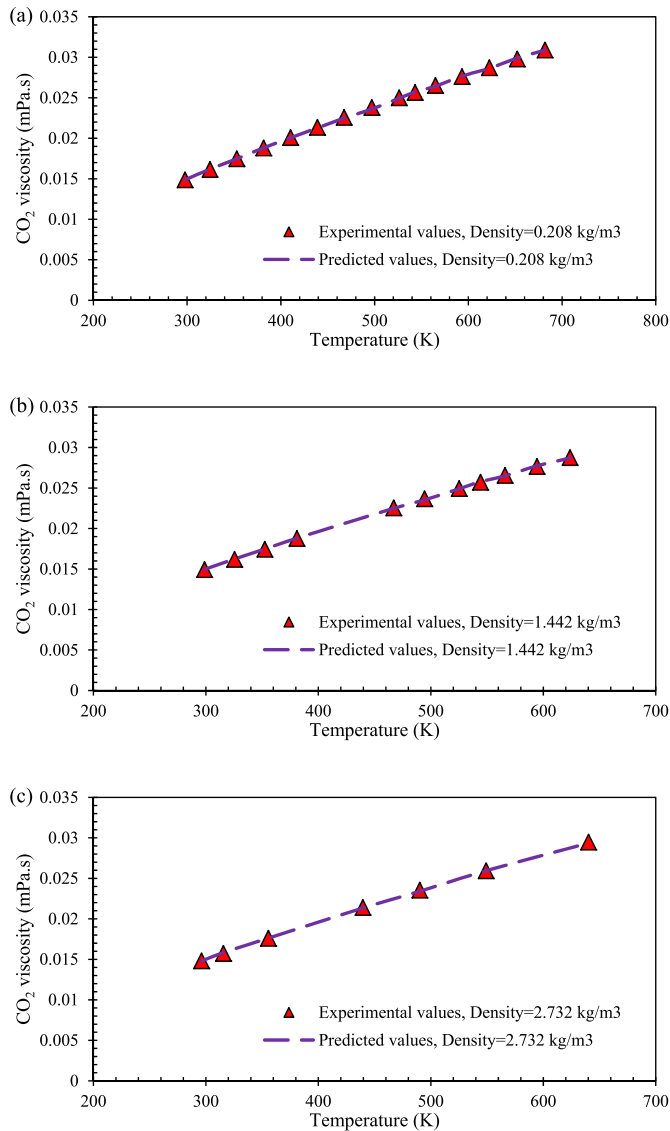 (a)
0.035
0.03
0.025
0.02
0.015
0.01
0.005
0
CO2 viscosity (mPa.s)
Experimental values, Density=0.208 kg/m3
Predicted values, Density=0.208 kg/m3
200 300 400 500 600 700 800
Temperature (K)
(b)
0.035
0.03
0.025
0.02
0.015
0.01
0.005
0
CO2 viscosity (mPa.s)
Experimental values, Density=1.442 kg/m3
Predicted values, Density=1.442 kg/m3
200 300 400 500 600 700
Temperature (K)
(c)
0.035
0.03
0.025
0.02
0.015
0.01
0.005
0
CO2 viscosity (mPa.s)
Experimental values, Density=2.732 kg/m3
Predicted values, Density=2.732 kg/m3
200 300 400 500 600 700
Temperature (K)